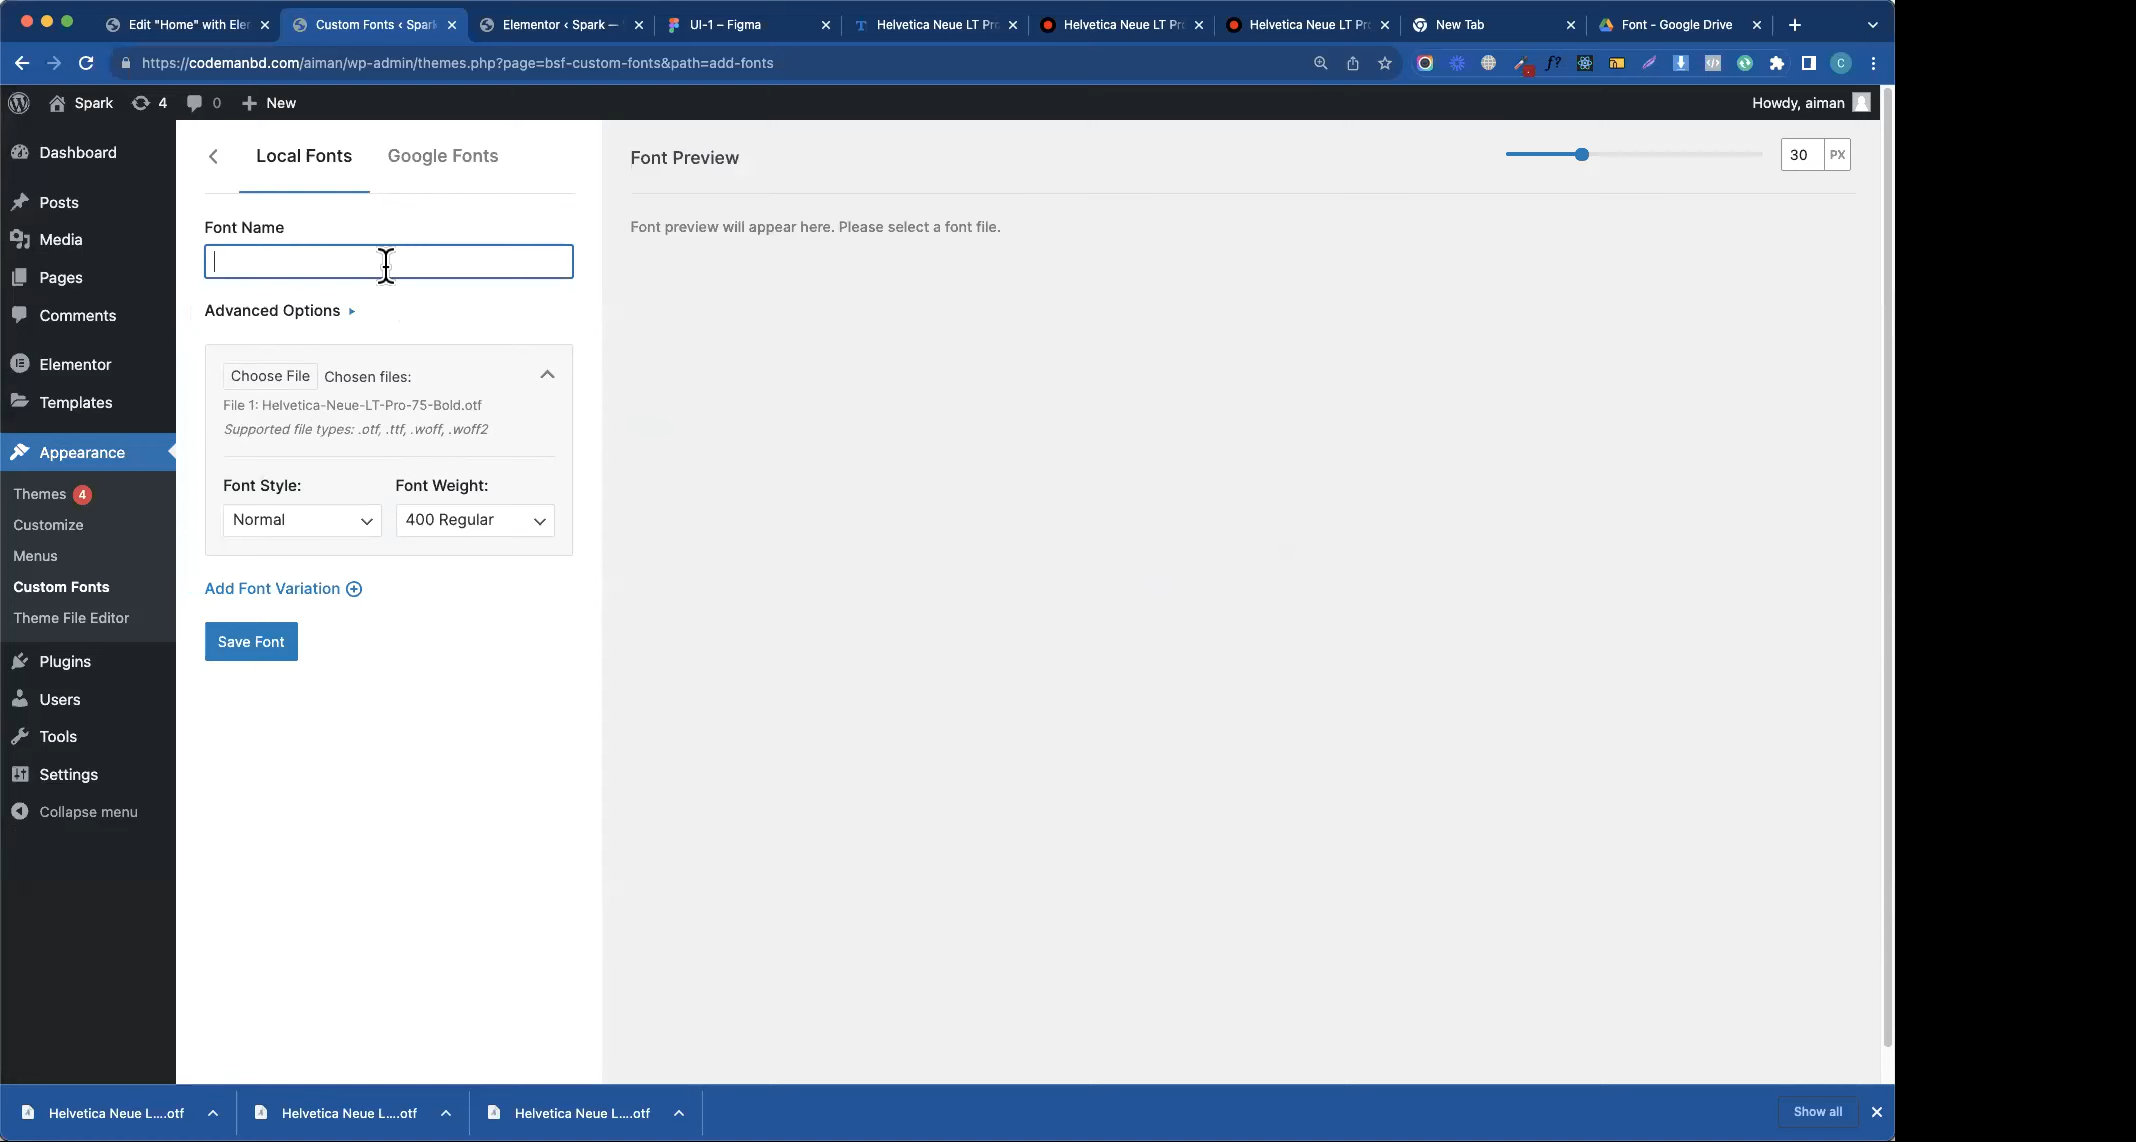 Edit "Home" with Eler
Custom Fonts ‹ Spark
Elementor ‹ Spark —
UI-1 – Figma
Helvetica Neue LT Pro
Helvetica Neue LT Pro
Helvetica Neue LT Pro
New Tab
Font - Google Drive
https://codemanbd.com/aiman/wp-admin/themes.php?page=bsf-custom-fonts&path=add-fonts
f?
C
Spark
4
0
New
Howdy, aiman
Dashboard
Posts
Media
Pages
Comments
Elementor
Templates
Appearance
Themes 4
Customize
Menus
Custom Fonts
Theme File Editor
Plugins
Users
Tools
Settings
Collapse menu
Local Fonts
Google Fonts
Font Name
Advanced Options
Choose File
Chosen files:
File 1: Helvetica-Neue-LT-Pro-75-Bold.otf
Supported file types: .otf, .ttf, .woff, .woff2
Font Style:
Font Weight:
Normal
400 Regular
Add Font Variation
Save Font
Font Preview
30 PX
Font preview will appear here. Please select a font file.
Helvetica Neue L....otf
Helvetica Neue L....otf
Helvetica Neue L....otf
Show all